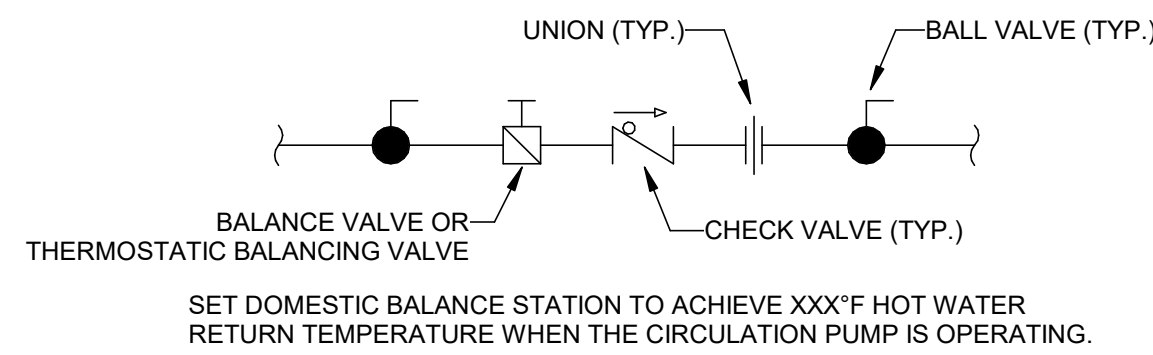 UNION (TYP.)
BALL VALVE (TYP.)
BALANCE VALVE OR
THERMOSTATIC BALANCING VALVE
CHECK VALVE (TYP.)
SET DOMESTIC BALANCE STATION TO ACHIEVE XXX°F HOT WATER
RETURN TEMPERATURE WHEN THE CIRCULATION PUMP IS OPERATING.